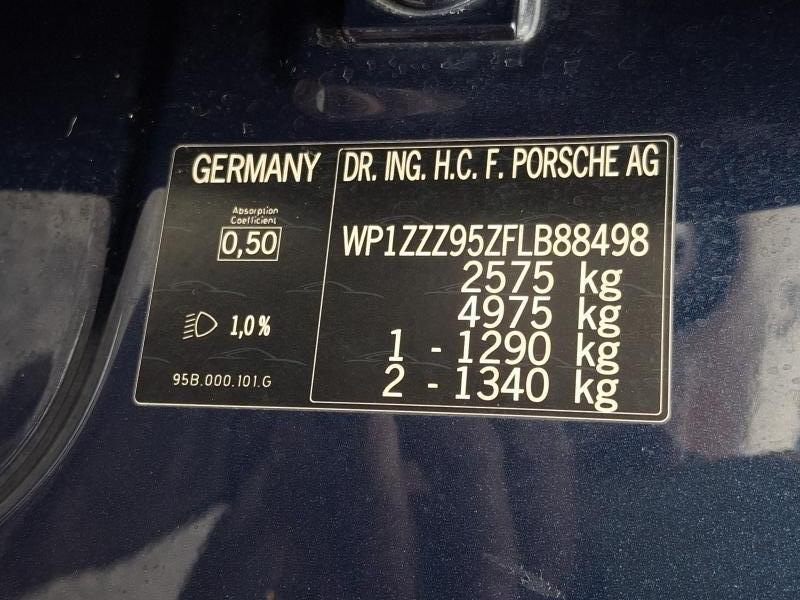 GERMANY
Absorption
Coefficient
0,50
1,0%
95B.000.101.G
DR. ING. H.C. F. PORSCHE AG
WP1ZZZ95ZFLB88498
2575 kg
4975 kg
1 - 1290 kg
2 - 1340 kg